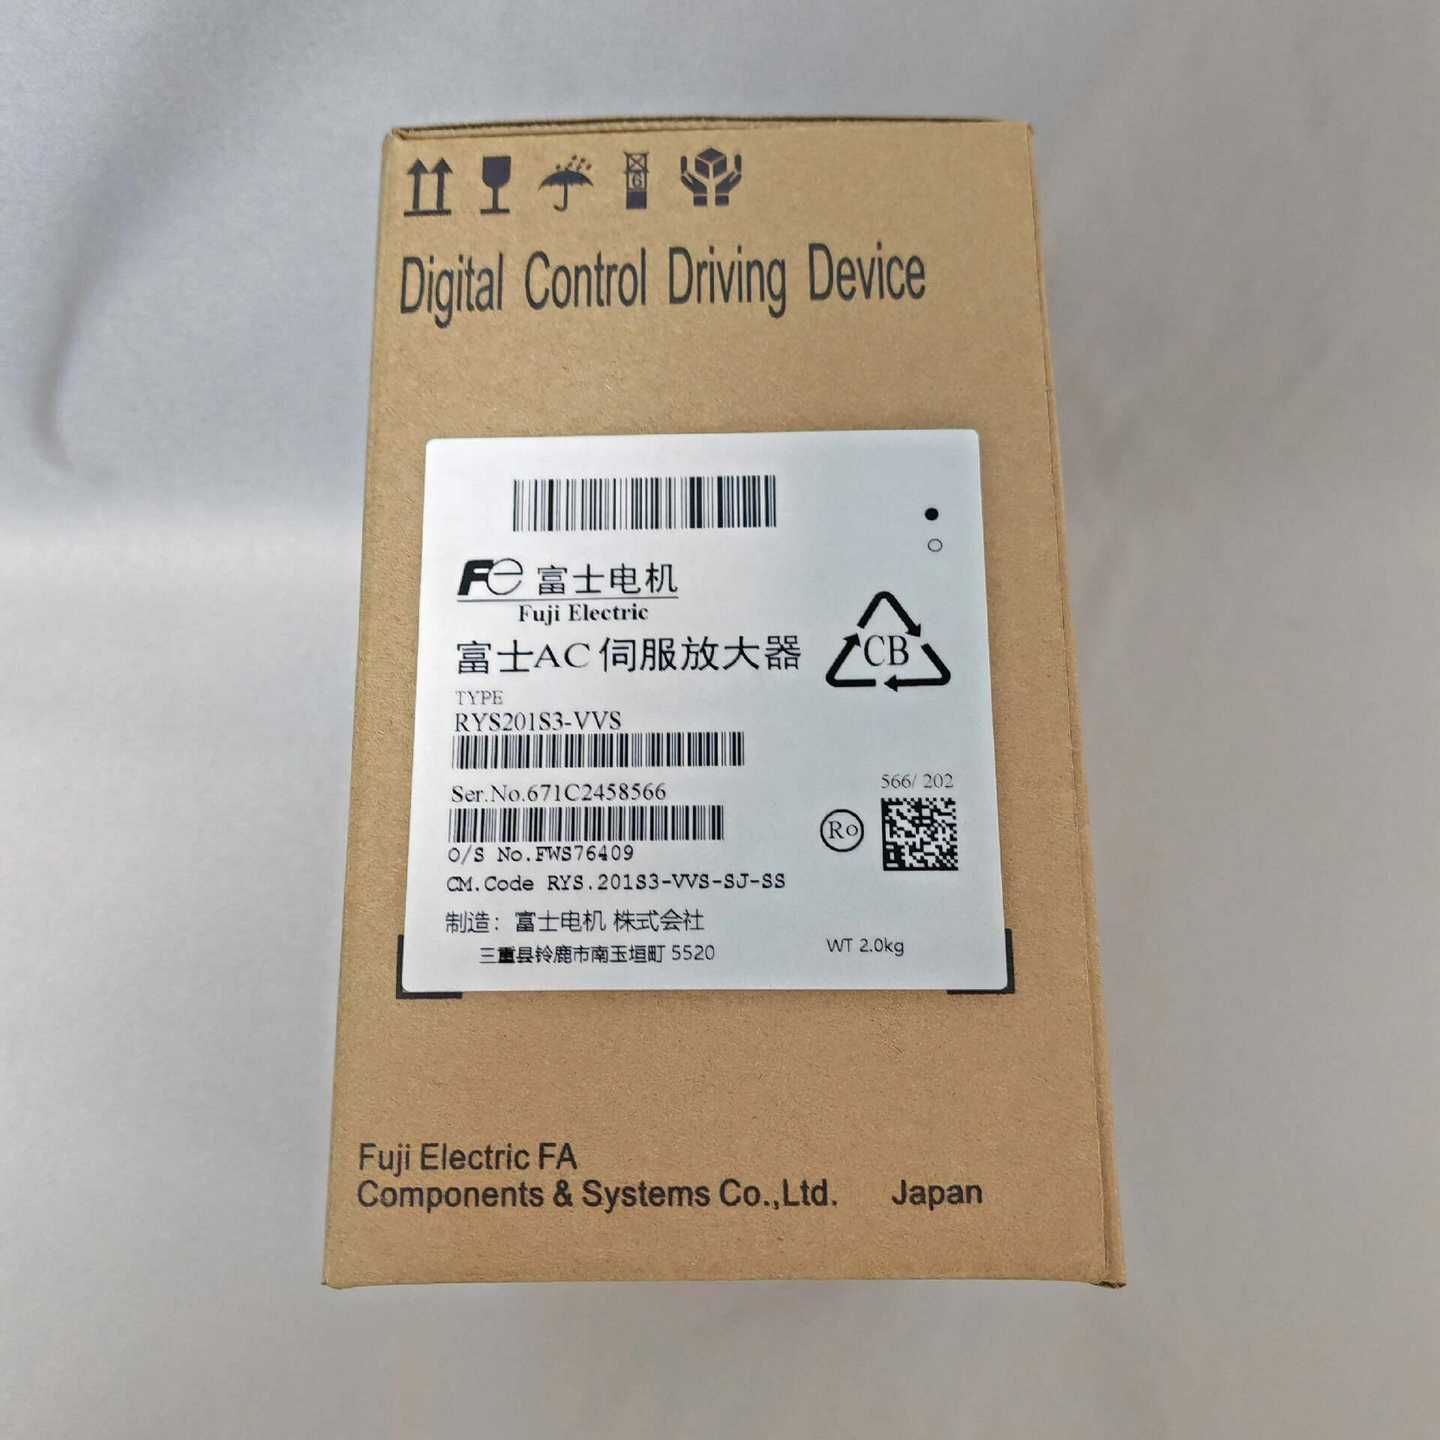 Digital Control Driving Device
Fe 富士电机
Fuji Electric
富士AC 伺服放大器
CB
TYPE
RYS201S3-VVS
566/ 202
Ser.No.671C2458566
Ro
O/S No.FWS76409
CM.Code RYS.201S3-VVS-SJ-SS
制造：富士电机 株式会社
三重县铃鹿市南玉垣町 5520
WT 2.0kg
Fuji Electric FA
Components & Systems Co.,Ltd. Japan